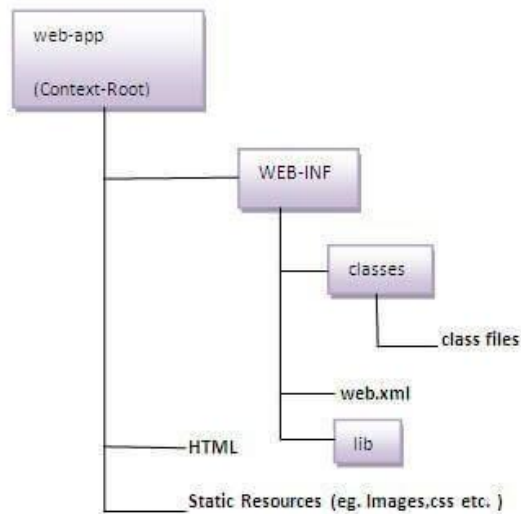 web-app
(Context-Root)
WEB-INF
classes
class files
web.xml
lib
HTML
Static Resources (eg. Images,css etc. )